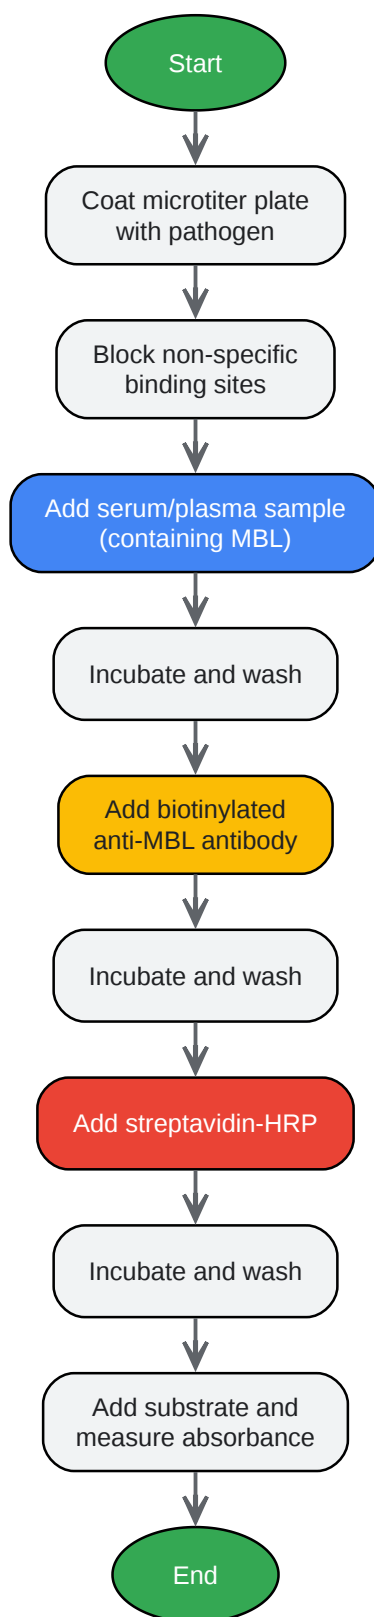 Start
Coat microtiter plate
with pathogen
Block non-specific
binding sites
Add serum/plasma sample
(containing MBL)
Incubate and wash
Add biotinylated
anti-MBL antibody
Incubate and wash
Add streptavidin-HRP
Incubate and wash
Add substrate and
measure absorbance
End